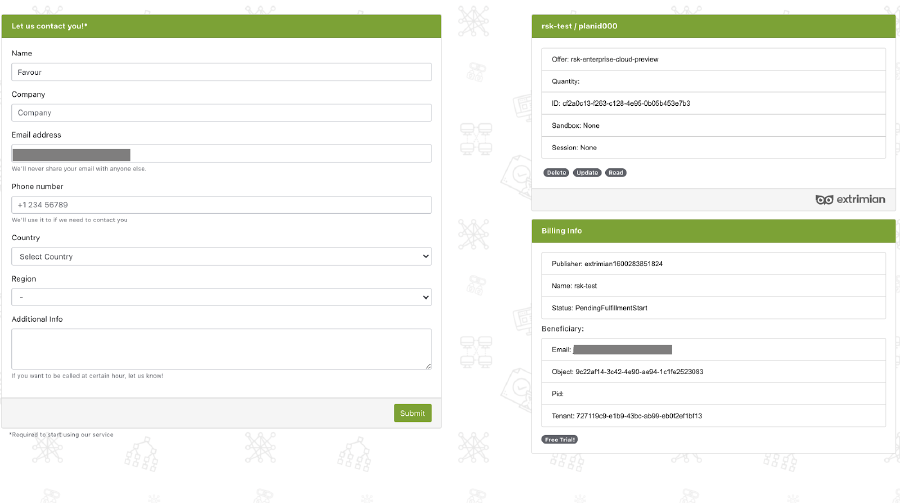 Let us contact you!*
Name
Favour
Company
Company
Email address
We'll never share your email with anyone else.
Phone number
+1 234 56789
We'll use it to if we need to contact you
Country
Select Country
Region
-
Additional Info
If you want to be called at certain hour, let us know!
Submit
*Required to start using our service
rsk-test / planid000
Offer: rsk-enterprise-cloud-preview
Quantity:
ID: cf2a0c13-f263-c128-4e95-0b05b453e7b3
Sandbox: None
Session: None
Delete Update Read
extrimian
Billing Info
Publisher: extrimian1600283851824
Name: rsk-test
Status: PendingFulfillmentStart
Beneficiary:
Email:
Object: 9c22af14-3c42-4e90-ae94-1c1fe2523083
Pid:
Tenant: 727119c9-e1b9-43bc-ab99-eb0f2ef1bf13
Free Trial!